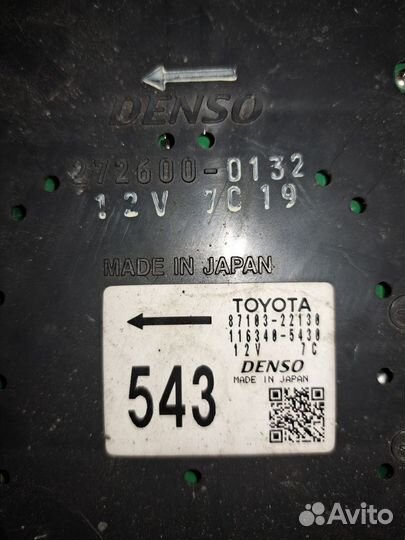 DENSO
272600-0132
12V 7C19
MADE IN JAPAN
TOYOTA
87103-22130
116340-5430
12V 7C
DENSO
MADE IN JAPAN
543
Avito